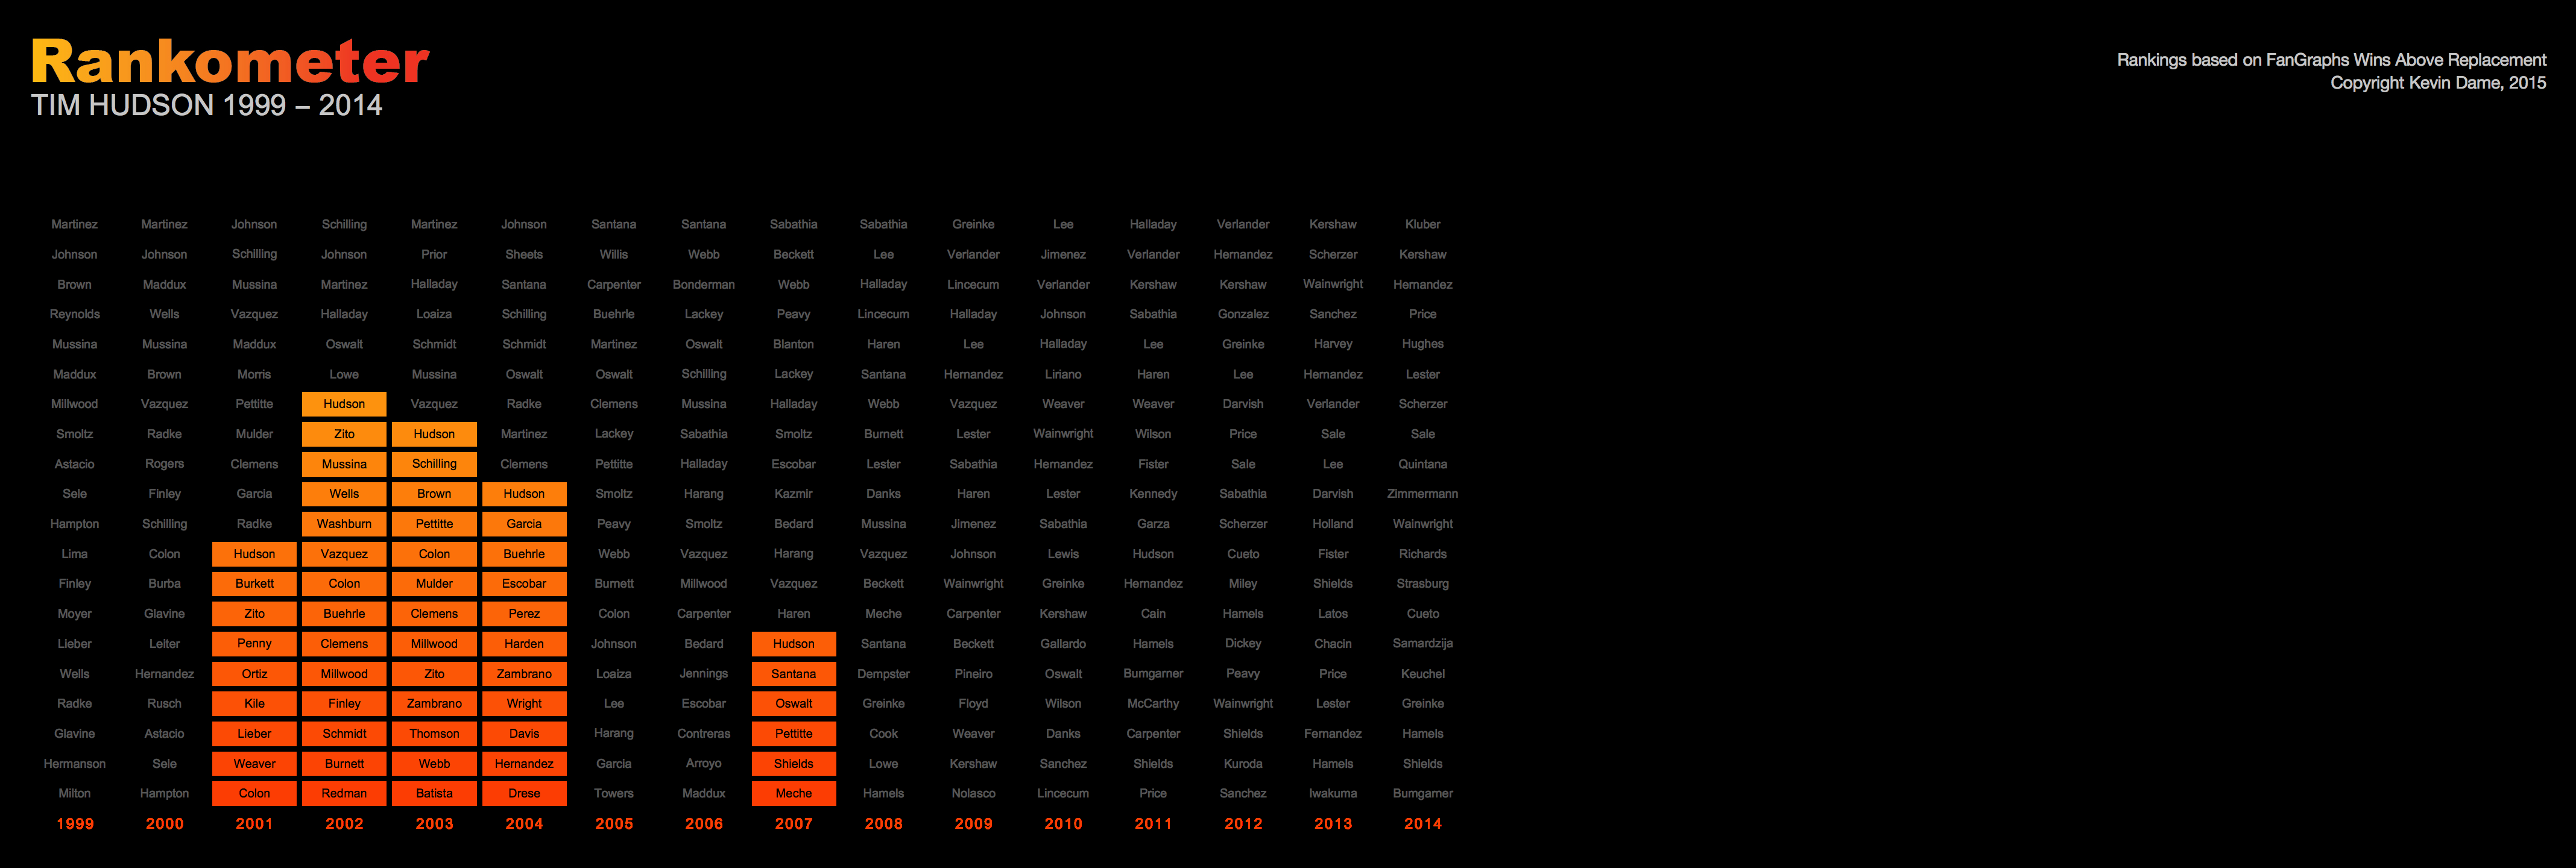 Rankometer
TIM HUDSON 1999 – 2014
Rankings based on FanGraphs Wins Above Replacement
Copyright Kevin Dame, 2015
Martinez Martinez Johnson Schilling Martinez Johnson Santana Santana Sabathia Sabathia Greinke Lee Halladay Verlander Kershaw Kluber
Johnson Johnson Schilling Johnson Prior Sheets Willis Webb Beckett Lee Verlander Jimenez Verlander Hernandez Scherzer Kershaw
Brown Maddux Mussina Martinez Halladay Santana Carpenter Bonderman Webb Halladay Lincecum Verlander Kershaw Kershaw Wainwright Hernandez
Reynolds Wells Vazquez Halladay Loaiza Schilling Buehrle Lackey Peavy Lincecum Halladay Johnson Sabathia Gonzalez Sanchez Price
Mussina Mussina Maddux Oswalt Schmidt Schmidt Martinez Oswalt Blanton Haren Lee Halladay Lee Greinke Harvey Hughes
Maddux Brown Morris Lowe Mussina Oswalt Oswalt Schilling Lackey Santana Hernandez Liriano Haren Lee Hernandez Lester
Millwood Vazquez Pettitte Hudson Vazquez Radke Clemens Mussina Halladay Webb Vazquez Weaver Weaver Darvish Verlander Scherzer
Smoltz Radke Mulder Zito Hudson Martinez Lackey Sabathia Smoltz Burnett Lester Wainwright Wilson Price Sale Sale
Astacio Rogers Clemens Mussina Schilling Clemens Pettitte Halladay Escobar Lester Sabathia Hernandez Fister Sale Lee Quintana
Sele Finley Garcia Wells Brown Hudson Smoltz Harang Kazmir Danks Haren Lester Kennedy Sabathia Darvish Zimmermann
Hampton Schilling Radke Washburn Pettitte Garcia Peavy Smoltz Bedard Mussina Jimenez Sabathia Garza Scherzer Holland Wainwright
Lima Colon Hudson Vazquez Colon Buehrle Webb Vazquez Harang Vazquez Johnson Lewis Hudson Cueto Fister Richards
Finley Burba Burkett Colon Mulder Escobar Burnett Millwood Vazquez Beckett Wainwright Greinke Hernandez Miley Shields Strasburg
Moyer Glavine Zito Buehrle Clemens Perez Colon Carpenter Haren Meche Carpenter Kershaw Cain Hamels Latos Cueto
Lieber Leiter Penny Clemens Millwood Harden Johnson Bedard Hudson Santana Beckett Gallardo Hamels Dickey Chacin Samardzija
Wells Hernandez Ortiz Millwood Zito Zambrano Loaiza Jennings Santana Dempster Pineiro Oswalt Bumgarner Peavy Price Keuchel
Radke Rusch Kile Finley Zambrano Wright Lee Escobar Oswalt Greinke Floyd Wilson McCarthy Wainwright Lester Greinke
Glavine Astacio Lieber Schmidt Thomson Davis Harang Contreras Pettitte Cook Weaver Danks Carpenter Shields Fernandez Hamels
Hermanson Sele Weaver Burnett Webb Hernandez Garcia Arroyo Shields Lowe Kershaw Sanchez Shields Kuroda Hamels Shields
Milton Hampton Colon Redman Batista Drese Towers Maddux Meche Hamels Nolasco Lincecum Price Sanchez Iwakuma Bumgarner
1999 2000 2001 2002 2003 2004 2005 2006 2007 2008 2009 2010 2011 2012 2013 2014